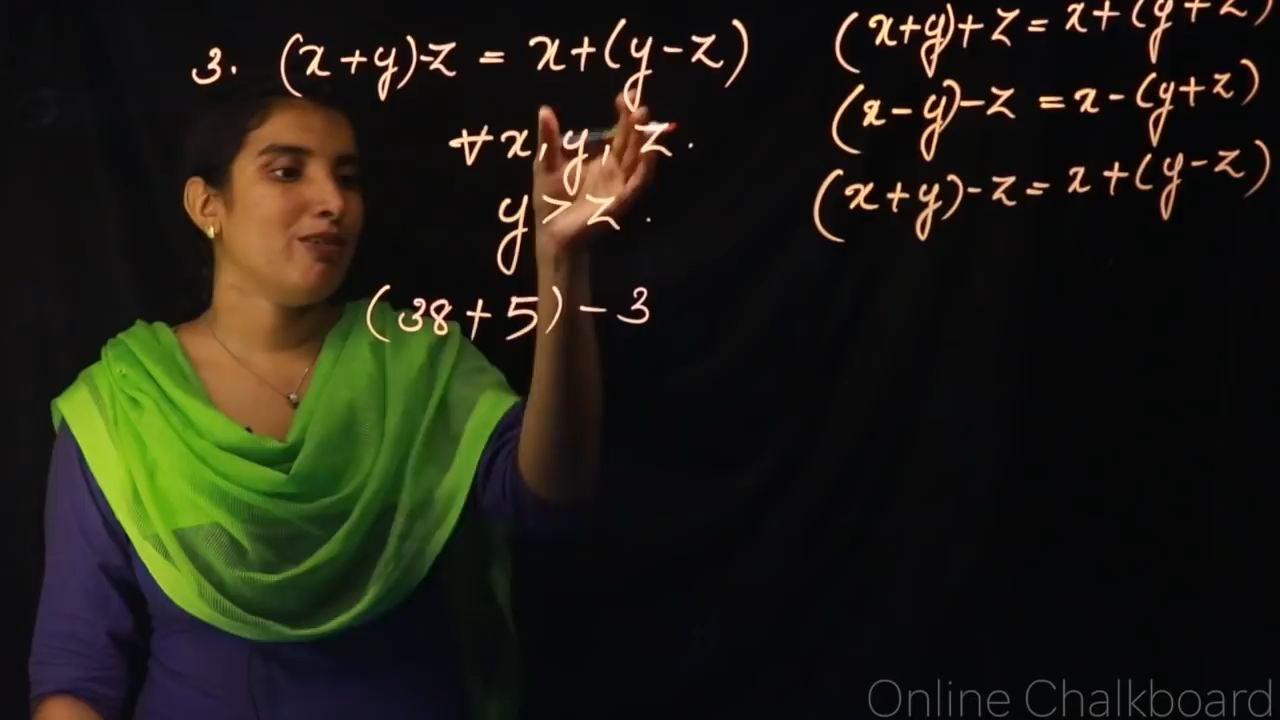 3. (x+y)-z = x+(y-z)
∀ x, y, z.
y > z.
(38+5)-3
(x+y)+z = x+(y+z)
(x-y)-z = x-(y+z)
(x+y)-z = x+(y-z)
Online Chalkboard